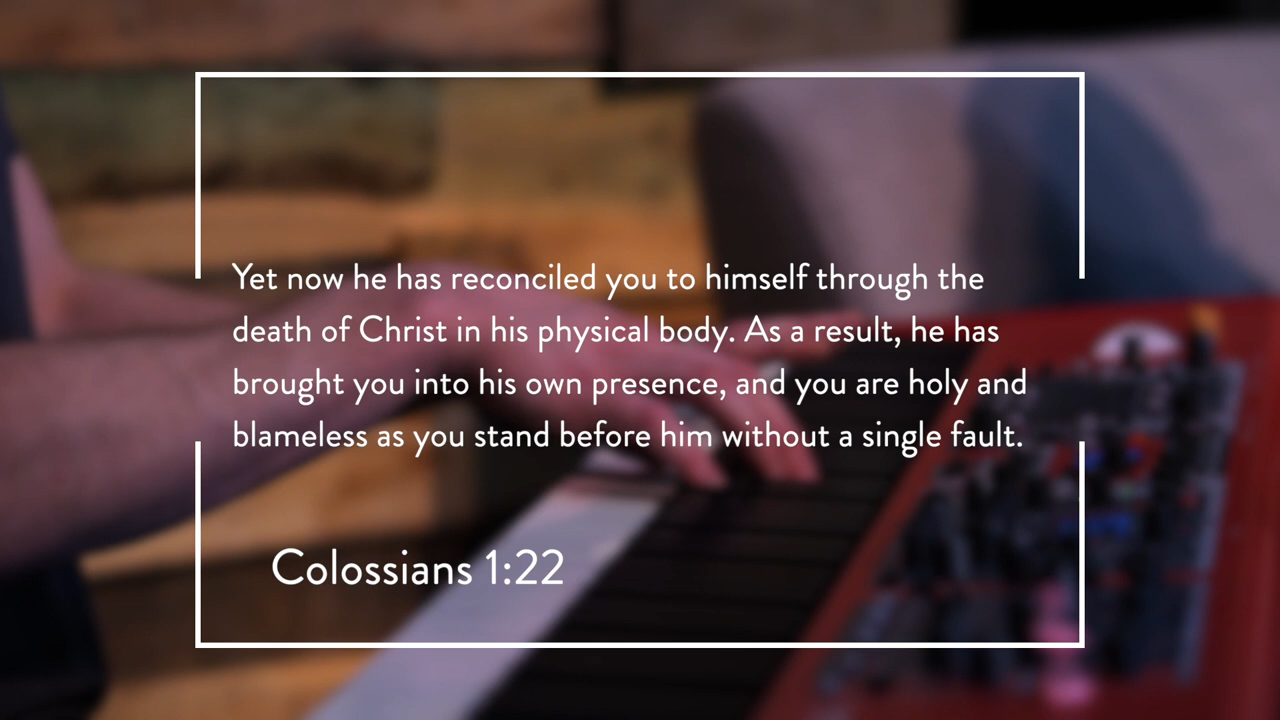 Yet now he has reconciled you to himself through the
death of Christ in his physical body. As a result, he has
brought you into his own presence, and you are holy and
blameless as you stand before him without a single fault.
Colossians 1:22